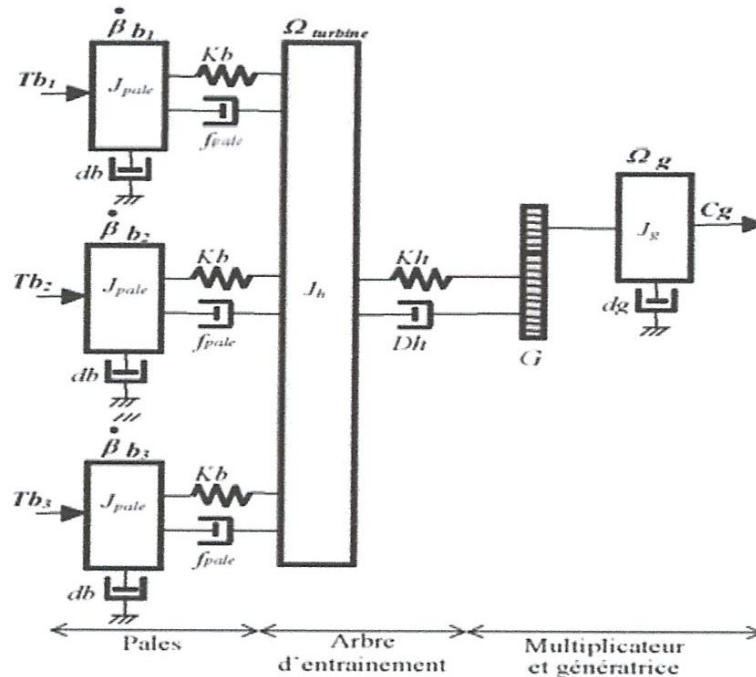 β̇ b₁
Ω turbine
Kb
Tb₁
J pale
f pale
db
β̇ b₂
Ω g
Cg
Kb
Kh
J g
Tb₂
J pale
J h
f pale
Dh
dg
G
db
β̇ b₃
Kb
Tb₃
J pale
f pale
db
Pales
Arbre
d'entrainement
Multiplicateur
et génératrice